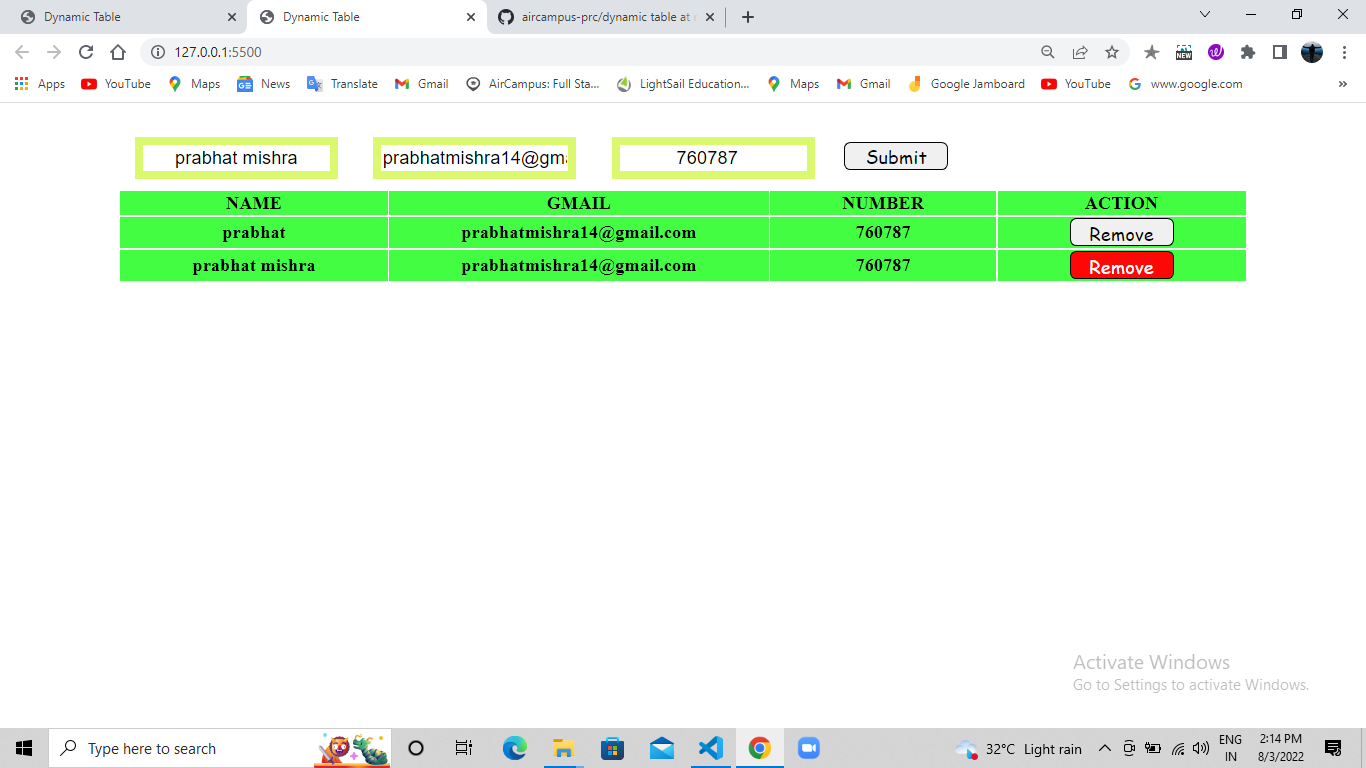 Dynamic Table
Dynamic Table
aircampus-prc/dynamic table at
127.0.0.1:5500
NEW
Apps
YouTube
Maps
News
Translate
Gmail
AirCampus: Full Sta...
LightSail Education...
Maps
Gmail
Google Jamboard
YouTube
www.google.com
»
prabhat mishra
prabhatmishra14@gma
760787
Submit
NAME GMAIL NUMBER ACTION
prabhat prabhatmishra14@gmail.com 760787 Remove
prabhat mishra prabhatmishra14@gmail.com 760787 Remove
Activate Windows
Go to Settings to activate Windows.
Type here to search
32°C Light rain
ENG
IN
2:14 PM
8/3/2022